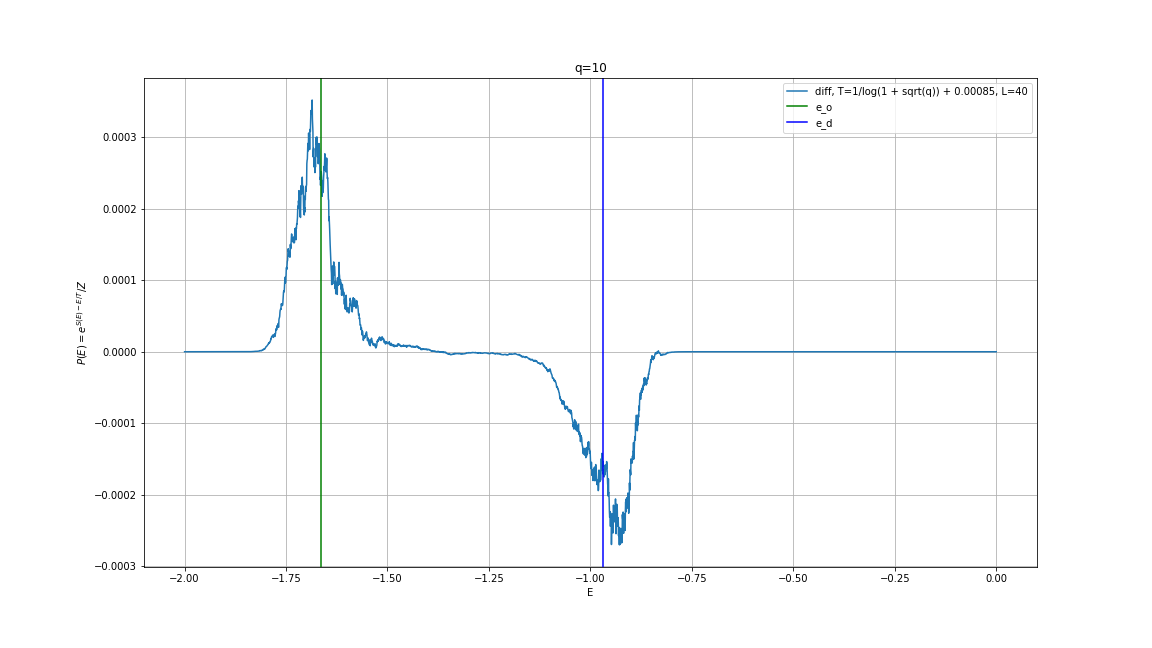 q=10
diff, T=1/log(1 + sqrt(q)) + 0.00085, L=40
e_o
e_d
P(E) = e^{S(E) − E/T}/Z
0.0003
0.0002
0.0001
0.0000
−0.0001
−0.0002
−0.0003
−2.00 −1.75 −1.50 −1.25 −1.00 −0.75 −0.50 −0.25 0.00
E